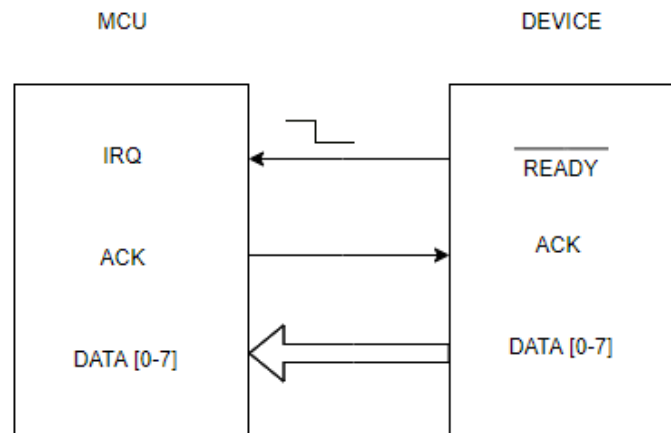 MCU
DEVICE
IRQ
READY
ACK
ACK
DATA [0-7]
DATA [0-7]